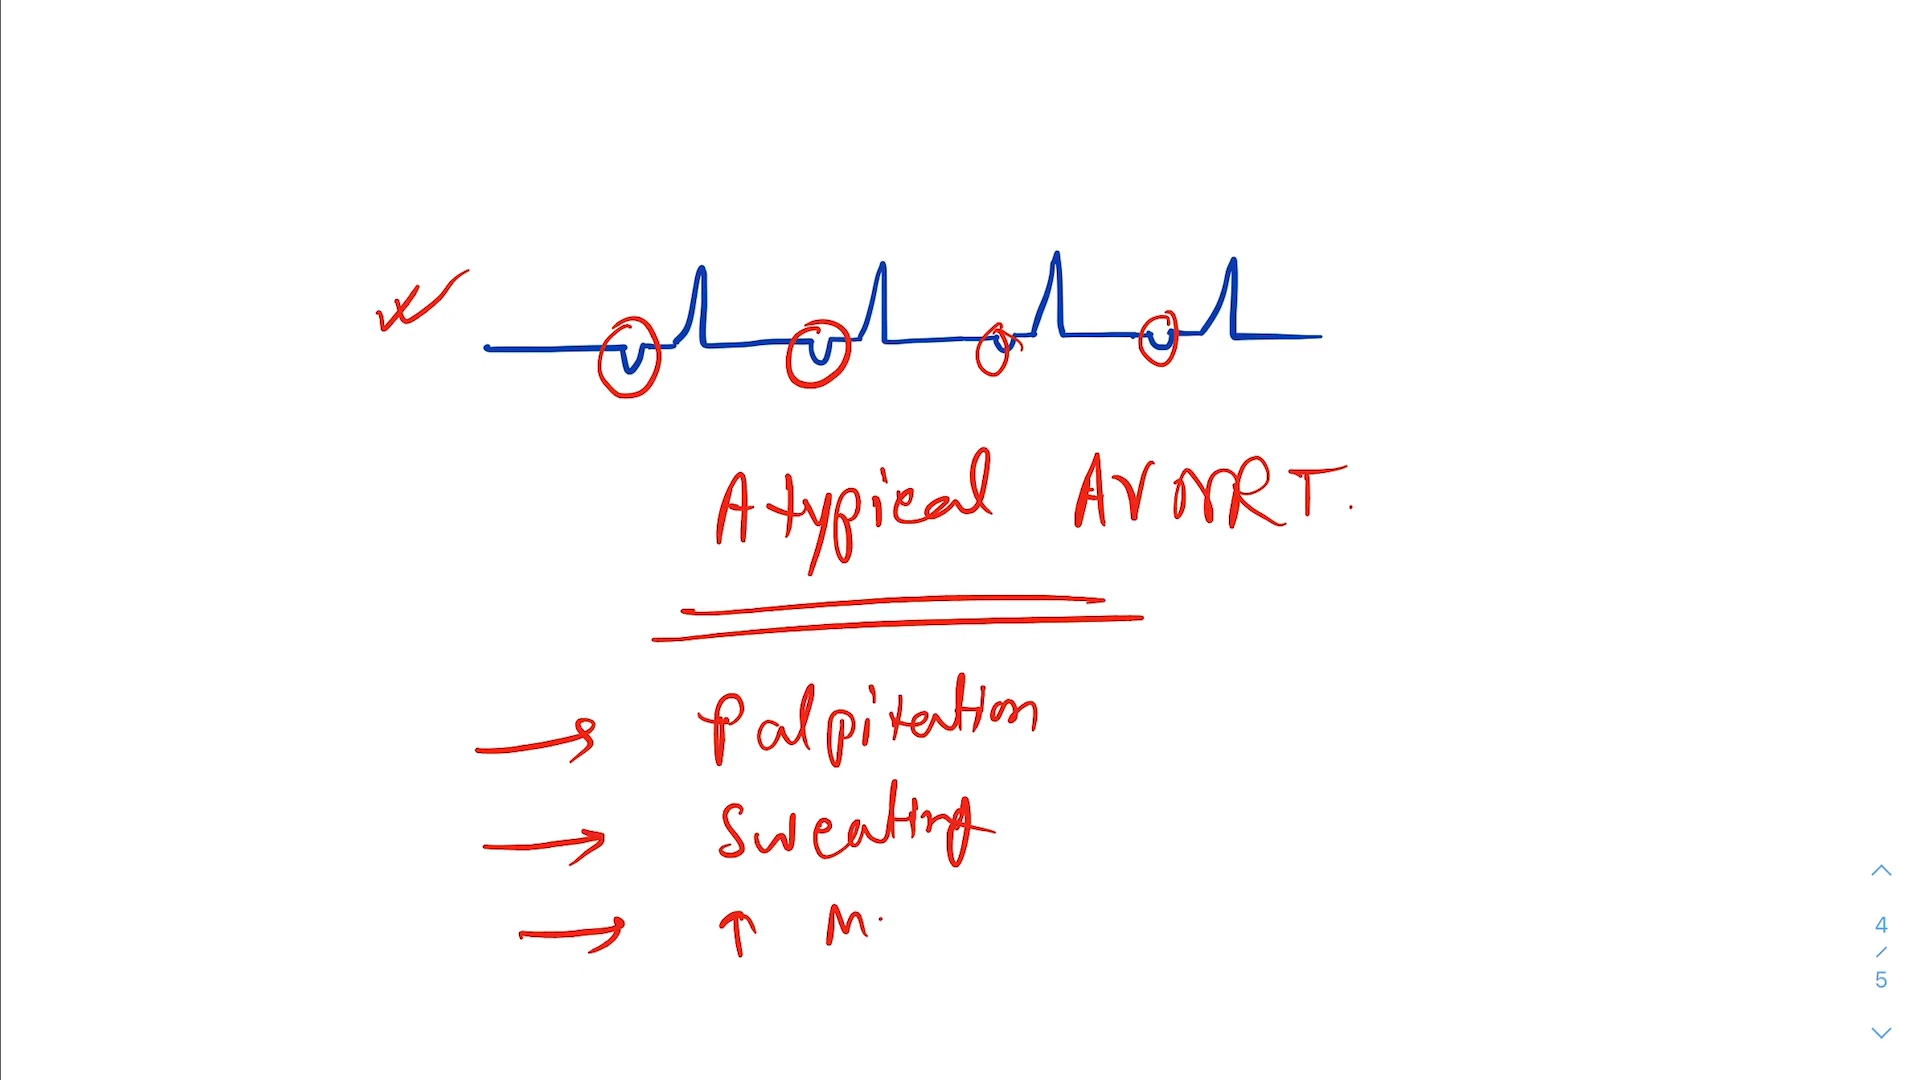 Atypical AVNRT.
→ Palpitation
→ Sweating
→ ↑ M.
4
/
5